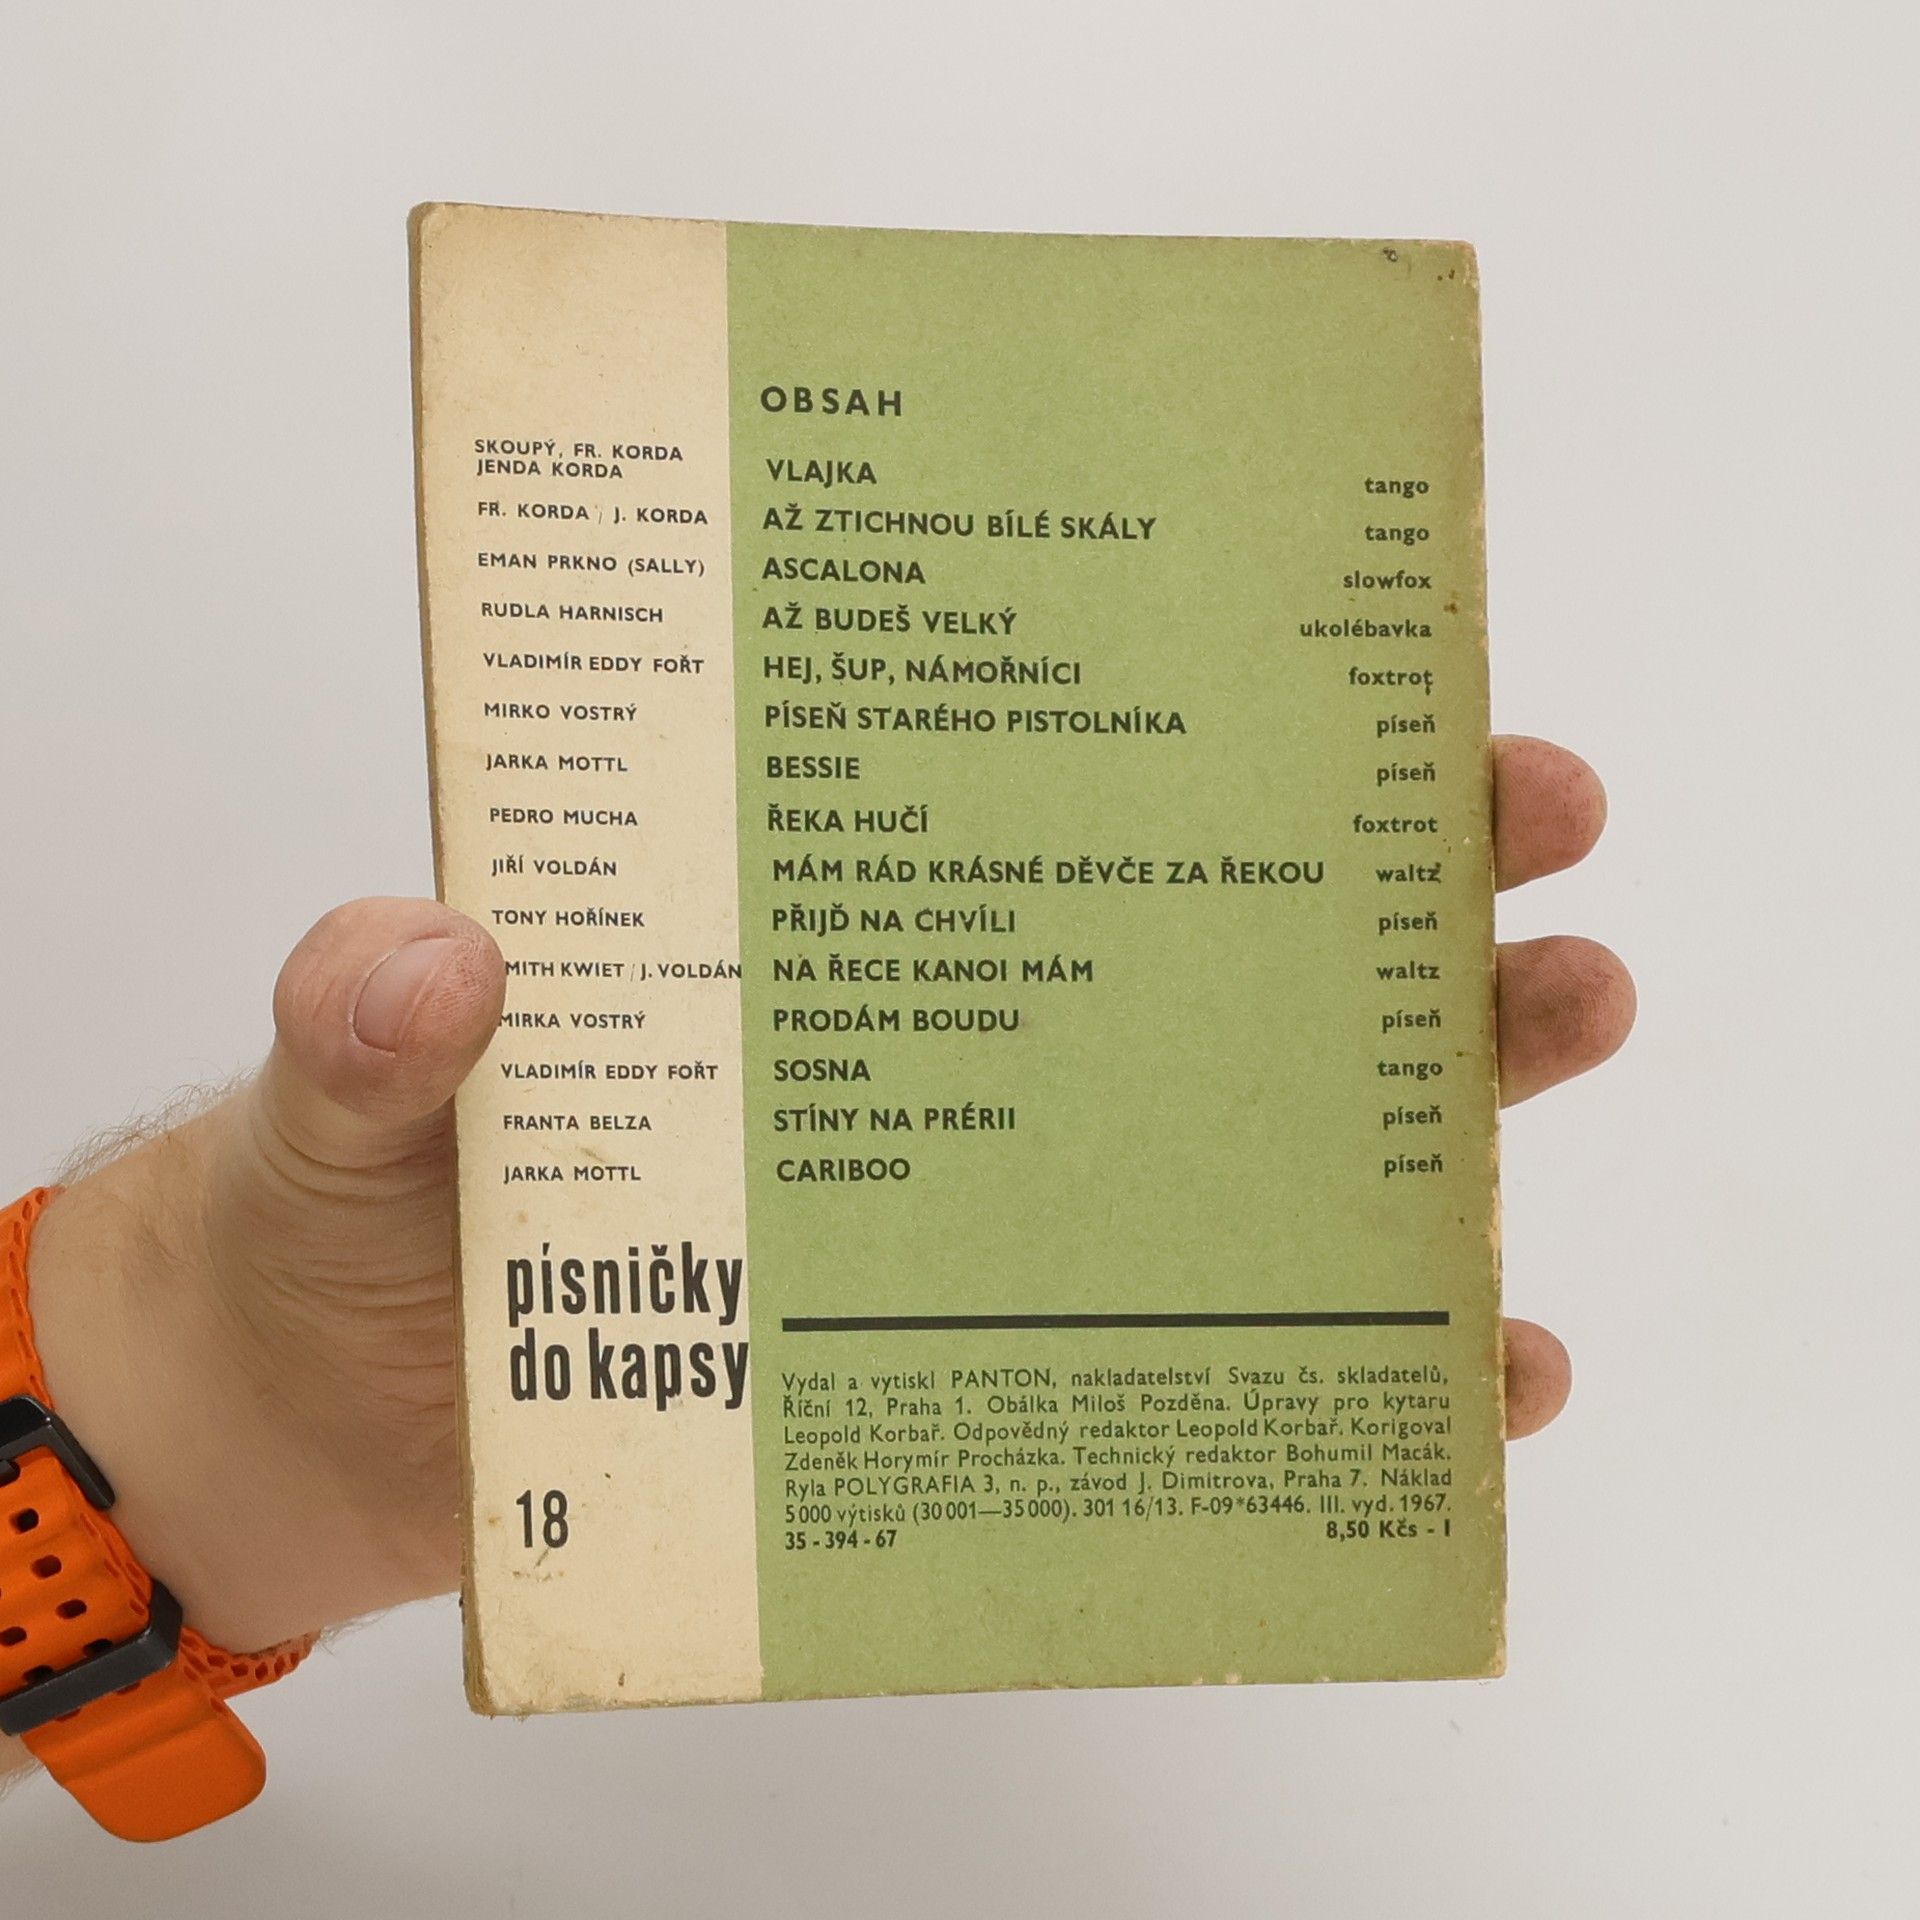 OBSAH
SKOUPÝ, FR. KORDA
JENDA KORDA VLAJKA tango
FR. KORDA / J. KORDA AŽ ZTICHNOU BÍLÉ SKÁLY tango
EMAN PRKNO (SALLY) ASCALONA slowfox
RUDLA HARNISCH AŽ BUDEŠ VELKÝ ukolébavka
VLADIMÍR EDDY FOŘT HEJ, ŠUP, NÁMOŘNÍCI foxtrot
MIRKO VOSTRÝ PÍSEŇ STARÉHO PISTOLNÍKA píseň
JARKA MOTTL BESSIE píseň
PEDRO MUCHA ŘEKA HUČÍ foxtrot
JIŘÍ VOLDÁN MÁM RÁD KRÁSNÉ DĚVČE ZA ŘEKOU waltz
TONY HOŘÍNEK PŘIJĎ NA CHVÍLI píseň
MITH KWIET / J. VOLDÁN NA ŘECE KANOI MÁM waltz
MIRKA VOSTRÝ PRODÁM BOUDU píseň
VLADIMÍR EDDY FOŘT SOSNA tango
FRANTA BELZA STÍNY NA PRÉRII píseň
JARKA MOTTL CARIBOO píseň
písničky
do kapsy
18
Vydal a vytiskl PANTON, nakladatelství Svazu čs. skladatelů,
Říční 12, Praha 1. Obálka Miloš Pozděna. Úpravy pro kytaru
Leopold Korbař. Odpovědný redaktor Leopold Korbař. Korigoval
Zdeněk Horymír Procházka. Technický redaktor Bohumil Macák.
Ryla POLYGRAFIA 3, n. p., závod J. Dimitrova, Praha 7. Náklad
5 000 výtisků (30 001—35 000). 301 16/13. F-09*63446. III. vyd. 1967.
35 - 394 - 67 8,50 Kčs - I